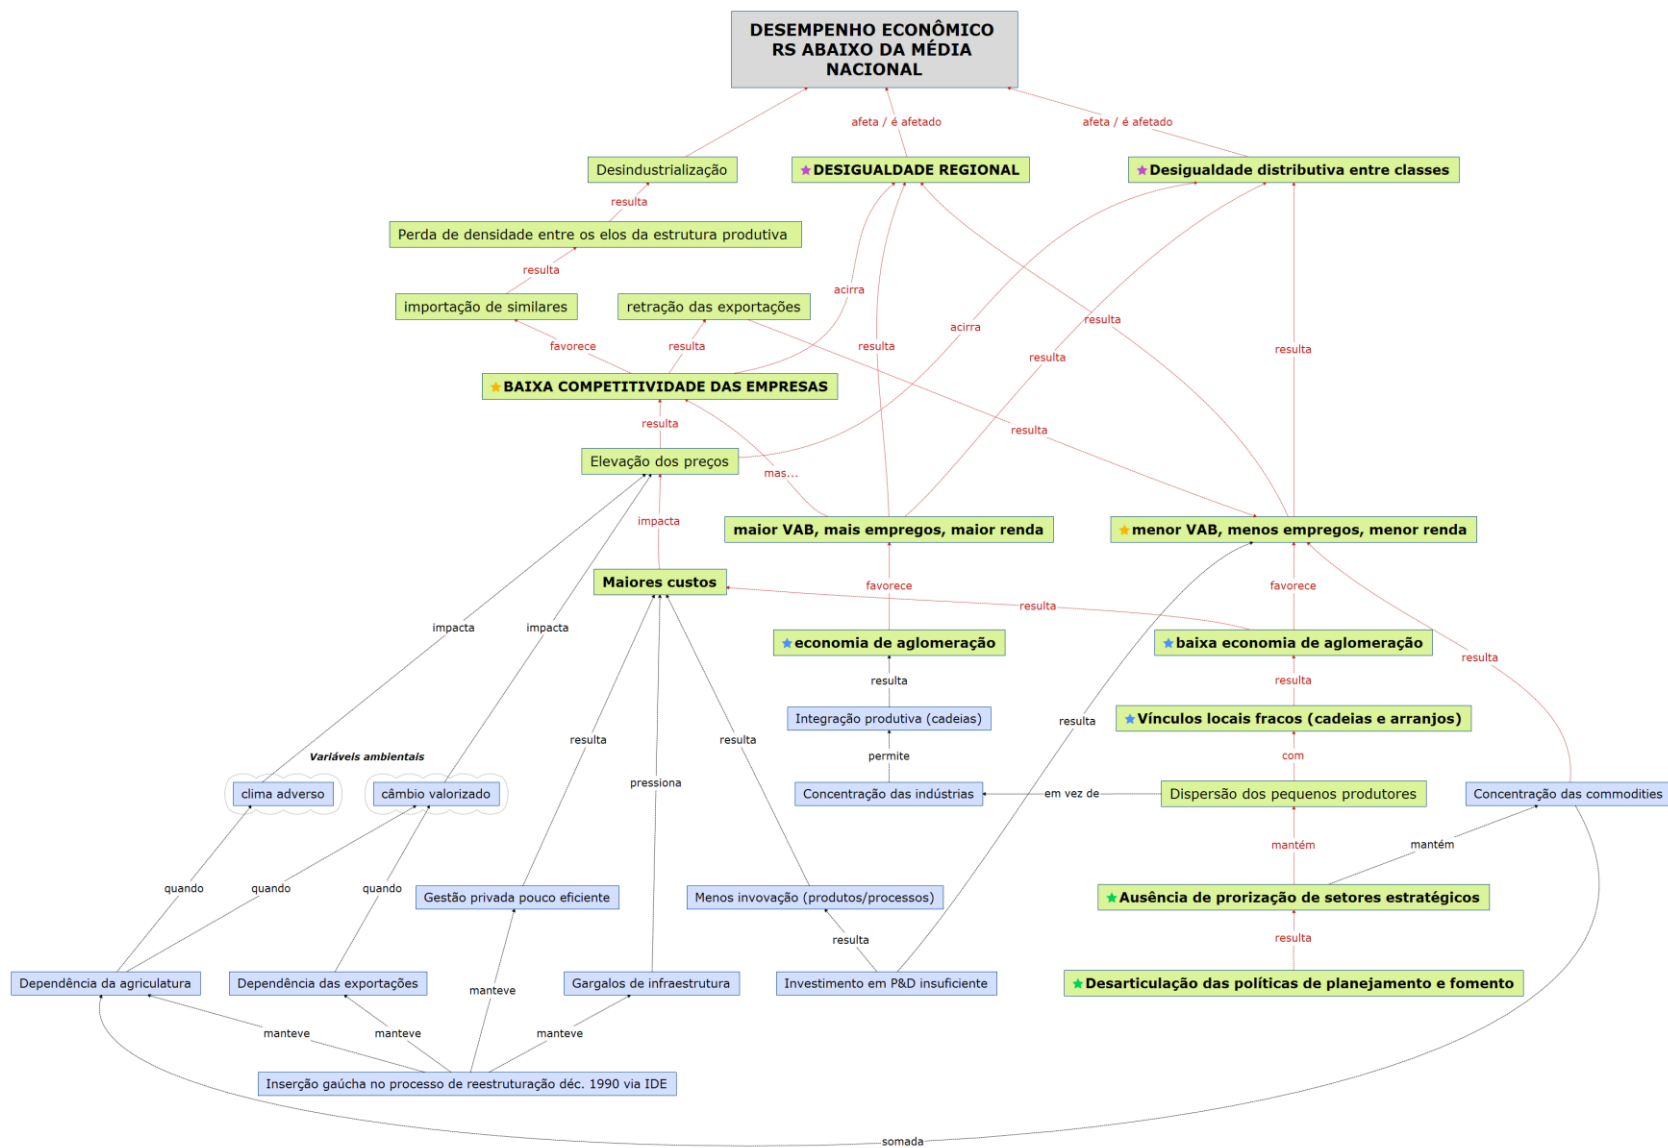 DESEMPENHO ECONÔMICO
RS ABAIXO DA MÉDIA
NACIONAL
afeta / é afetado
afeta / é afetado
Desindustrialização
DESIGUALDADE REGIONAL
Desigualdade distributiva entre classes
resulta
Perda de densidade entre os elos da estrutura produtiva
resulta
acirra
importação de similares
retração das exportações
resulta
acirra
favorece
resulta
resulta
resulta
resulta
BAIXA COMPETITIVIDADE DAS EMPRESAS
resulta
resulta
Elevação dos preços
mas...
impacta
maior VAB, mais empregos, maior renda
menor VAB, menos empregos, menor renda
Maiores custos
favorece
favorece
resulta
impacta
impacta
economia de aglomeração
baixa economia de aglomeração
resulta
resulta
resulta
Integração produtiva (cadeias)
Vínculos locais fracos (cadeias e arranjos)
resulta
resulta
resulta
Variáveis ambientais
permite
com
pressiona
clima adverso
câmbio valorizado
Concentração das indústrias
em vez de
Dispersão dos pequenos produtores
Concentração das commodities
mantém
mantém
quando
quando
quando
Gestão privada pouco eficiente
Menos invovação (produtos/processos)
Ausência de prorização de setores estratégicos
resulta
resulta
Dependência da agricultura
Dependência das exportações
Gargalos de infraestrutura
Investimento em P&D insuficiente
Desarticulação das políticas de planejamento e fomento
manteve
manteve
manteve
manteve
Inserção gaúcha no processo de reestruturação déc. 1990 via IDE
somada